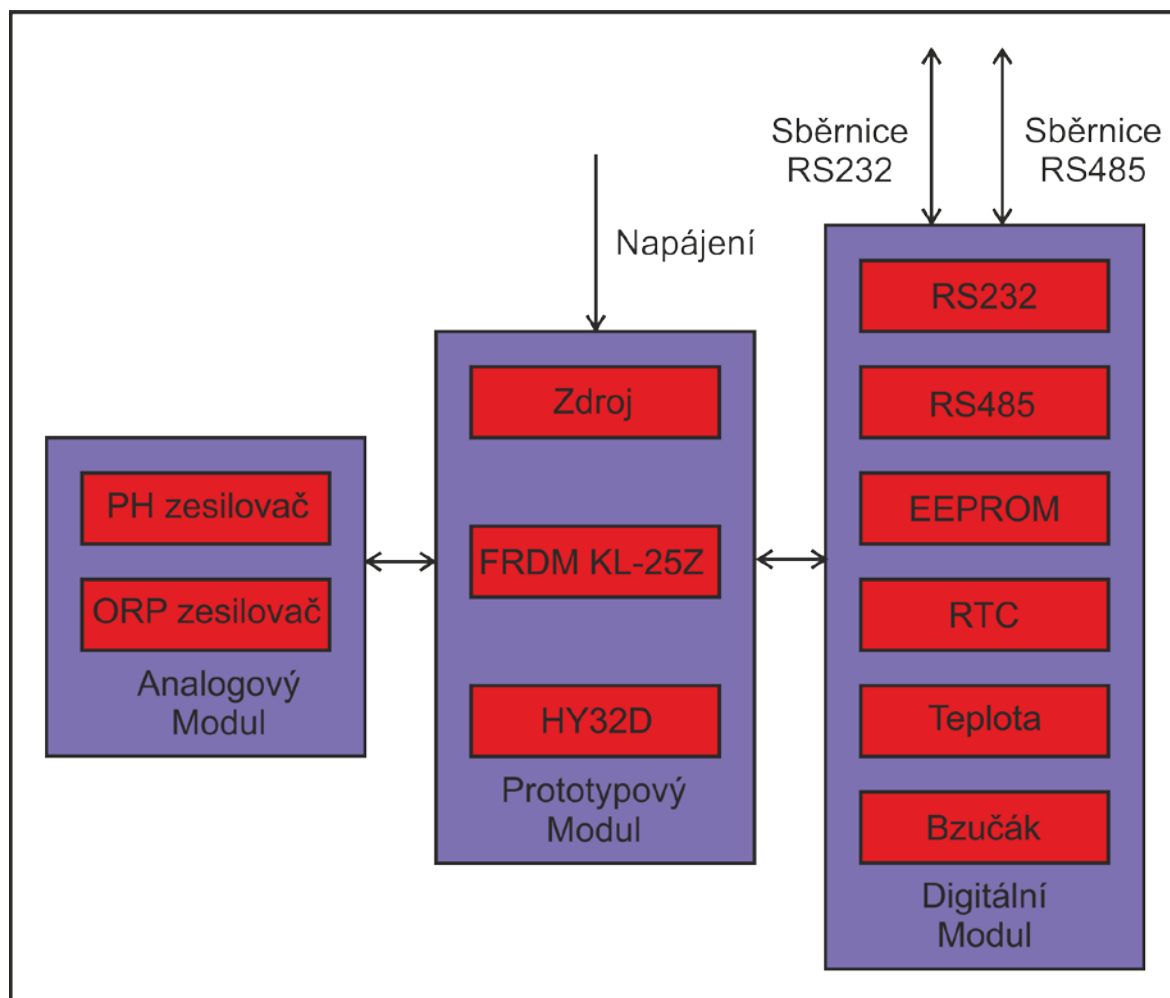 Sběrnice
RS232
Sběrnice
RS485
Napájení
PH zesilovač
ORP zesilovač
Analogový
Modul
Zdroj
FRDM KL-25Z
HY32D
Prototypový
Modul
RS232
RS485
EEPROM
RTC
Teplota
Bzučák
Digitální
Modul